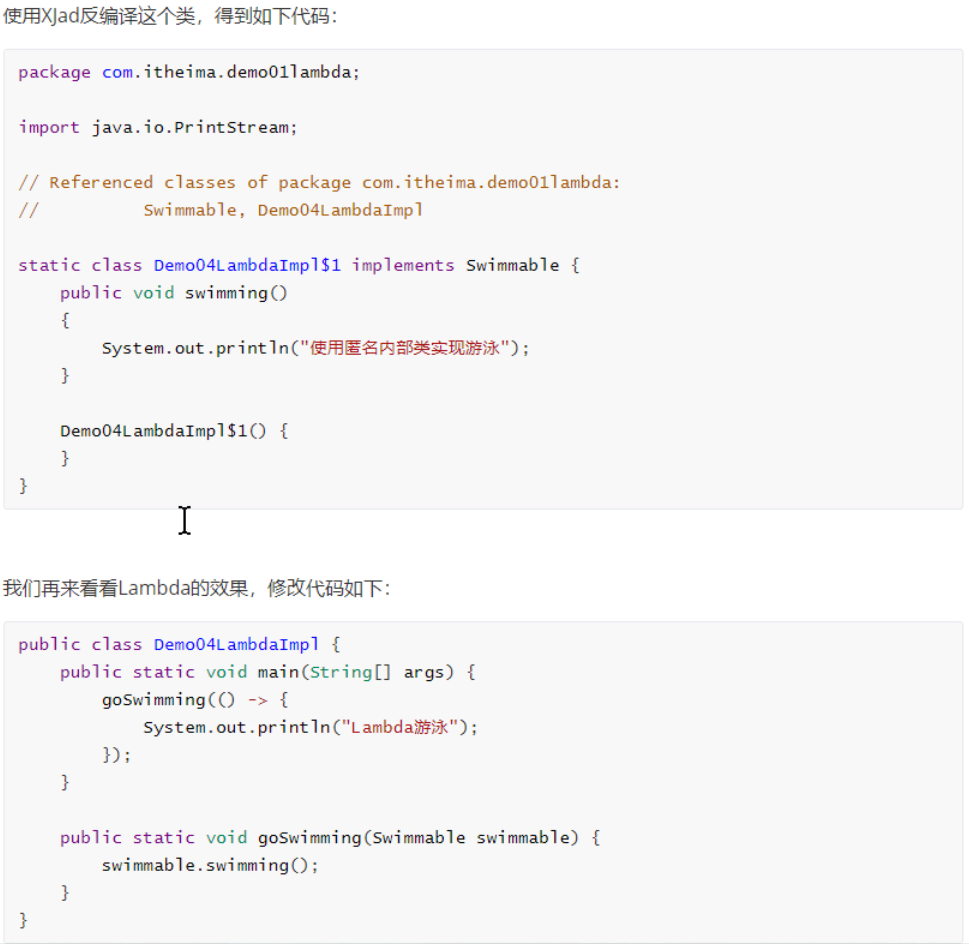 使用XJad反编译这个类，得到如下代码：
package com.itheima.demo01lambda;
import java.io.PrintStream;
// Referenced classes of package com.itheima.demo01lambda:
//          Swimmable, Demo04LambdaImpl
static class Demo04LambdaImpl$1 implements Swimmable {
    public void swimming()
    {
        System.out.println("使用匿名内部类实现游泳");
    }
    Demo04LambdaImpl$1() {
    }
}
我们再来看看Lambda的效果，修改代码如下：
public class Demo04LambdaImpl {
    public static void main(String[] args) {
        goSwimming(() -> {
            System.out.println("Lambda游泳");
        });
    }
    public static void goSwimming(Swimmable swimmable) {
        swimmable.swimming();
    }
}